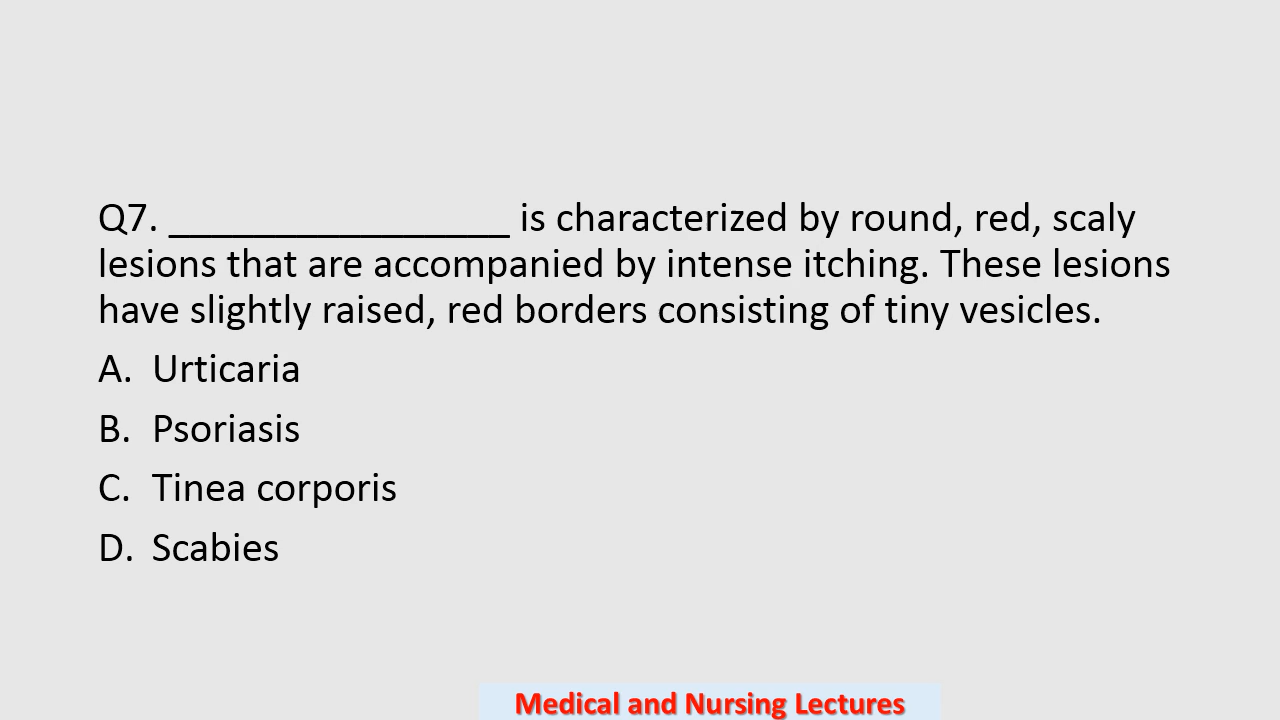 Q7. _________________ is characterized by round, red, scaly
lesions that are accompanied by intense itching. These lesions
have slightly raised, red borders consisting of tiny vesicles.
A. Urticaria
B. Psoriasis
C. Tinea corporis
D. Scabies
Medical and Nursing Lectures